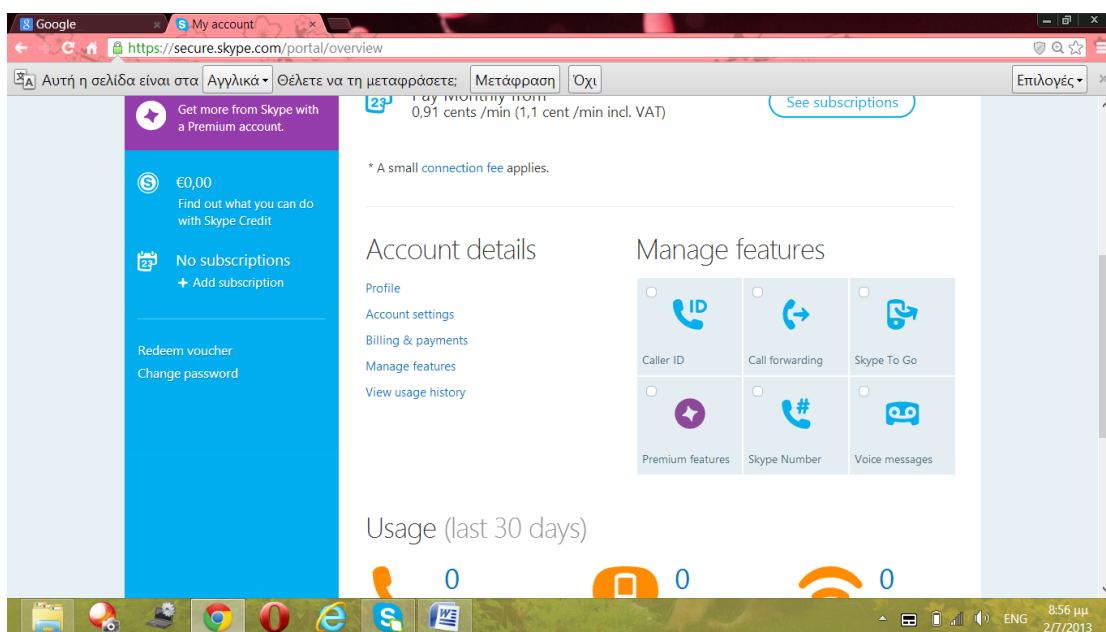 Google
My account
https://secure.skype.com/portal/overview
Αυτή η σελίδα είναι στα Αγγλικά Θέλετε να τη μεταφράσετε; Μετάφραση Όχι Επιλογές
Get more from Skype with
a Premium account.
€0,00
Find out what you can do
with Skype Credit
No subscriptions
+ Add subscription
Redeem voucher
Change password
23 Pay Monthly from
0,91 cents /min (1,1 cent /min incl. VAT)
See subscriptions
* A small connection fee applies.
Account details
Profile
Account settings
Billing & payments
Manage features
View usage history
Manage features
ID
Caller ID
Call forwarding
Skype To Go
Premium features
#
Skype Number
Voice messages
Usage (last 30 days)
0
0
0
ENG
8:56 μμ
2/7/2013